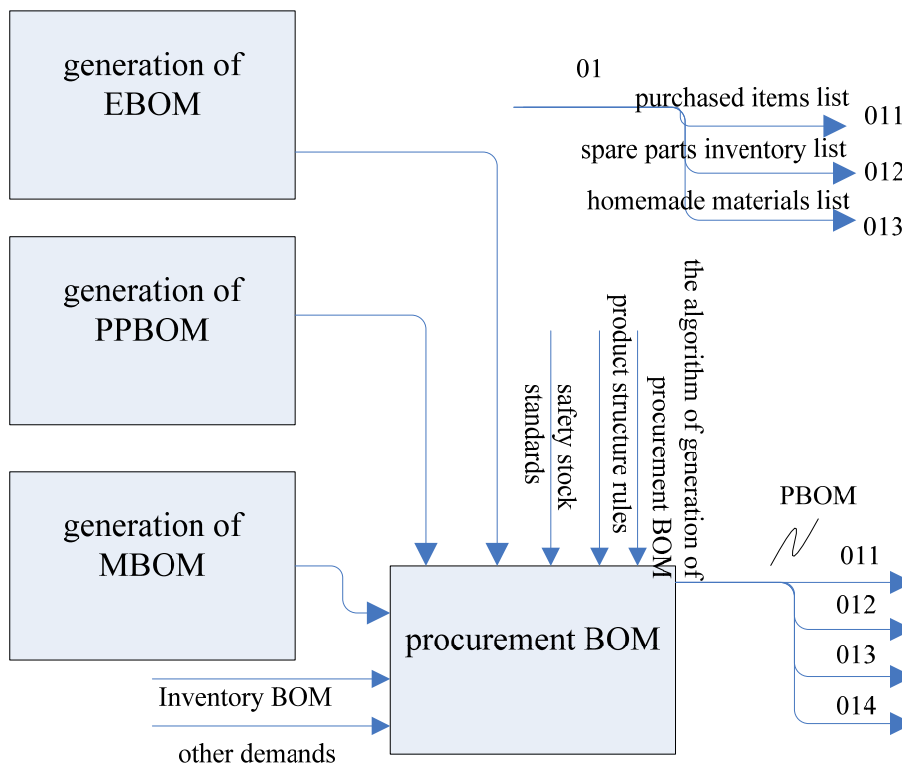 generation of
EBOM
01
purchased items list
011
spare parts inventory list
012
homemade materials list
013
generation of
PPBOM
safety stock
standards
product structure rules
the algorithm of generation of
procurement BOM
generation of
MBOM
PBOM
011
012
013
014
procurement BOM
Inventory BOM
other demands